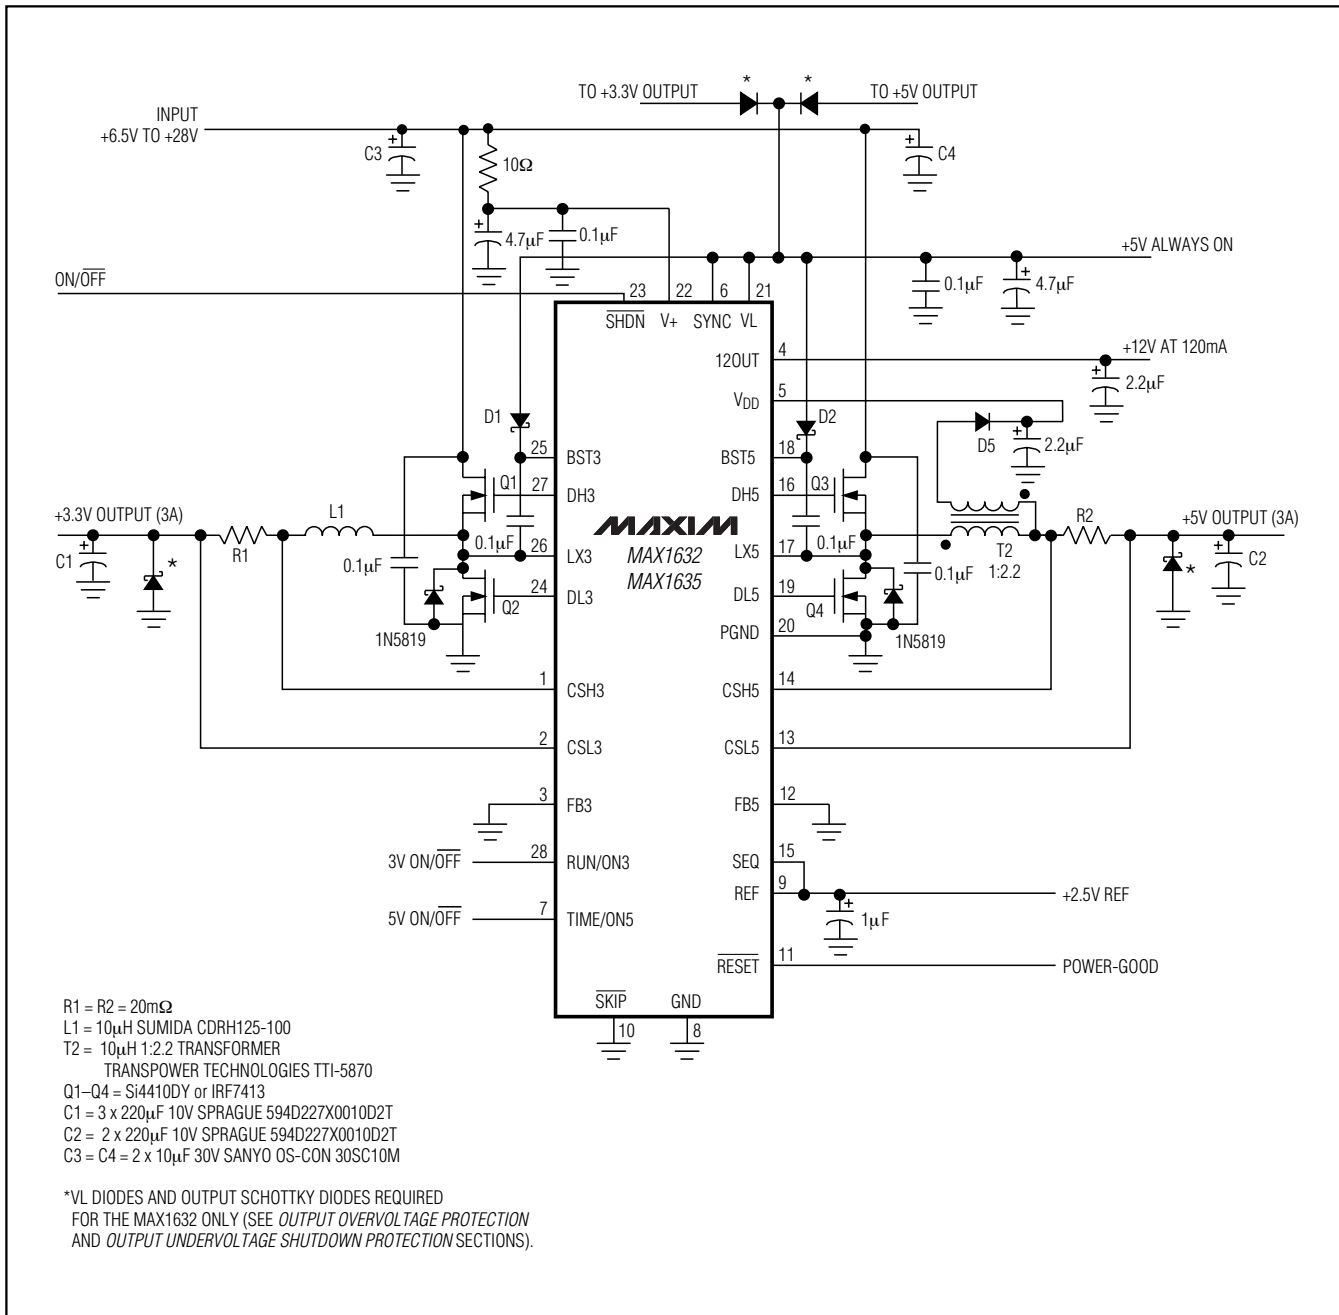 TO +3.3V OUTPUT
*
*
TO +5V OUTPUT
INPUT
+6.5V TO +28V
+
C3
10Ω
+
C4
+
4.7μF
0.1μF
+5V ALWAYS ON
0.1μF
+
4.7μF
ON/OFF
23
22
6
21
SHDN
V+
SYNC
VL
12OUT
4
+12V AT 120mA
+
2.2μF
VDD
5
D1
D2
D5
+
2.2μF
25
BST3
BST5
18
Q1
27
DH3
DH5
16
Q3
+3.3V OUTPUT (3A)
L1
R2
+5V OUTPUT (3A)
+
C1
*
R1
0.1μF
0.1μF
26
LX3
MAXIM
MAX1632
MAX1635
LX5
17
0.1μF
0.1μF
T2
1:2.2
*
+
C2
24
DL3
DL5
19
Q2
Q4
1N5819
PGND
20
1N5819
1
CSH3
CSH5
14
2
CSL3
CSL5
13
3
FB3
FB5
12
3V ON/OFF
28
RUN/ON3
SEQ
15
REF
9
+2.5V REF
+
1μF
5V ON/OFF
7
TIME/ON5
RESET
11
POWER-GOOD
SKIP
GND
10
8
R1 = R2 = 20mΩ
L1 = 10μH SUMIDA CDRH125-100
T2 = 10μH 1:2.2 TRANSFORMER
TRANSPOWER TECHNOLOGIES TTI-5870
Q1–Q4 = Si4410DY or IRF7413
C1 = 3 x 220μF 10V SPRAGUE 594D227X0010D2T
C2 = 2 x 220μF 10V SPRAGUE 594D227X0010D2T
C3 = C4 = 2 x 10μF 30V SANYO OS-CON 30SC10M
*VL DIODES AND OUTPUT SCHOTTKY DIODES REQUIRED
FOR THE MAX1632 ONLY (SEE OUTPUT OVERVOLTAGE PROTECTION
AND OUTPUT UNDERVOLTAGE SHUTDOWN PROTECTION SECTIONS).